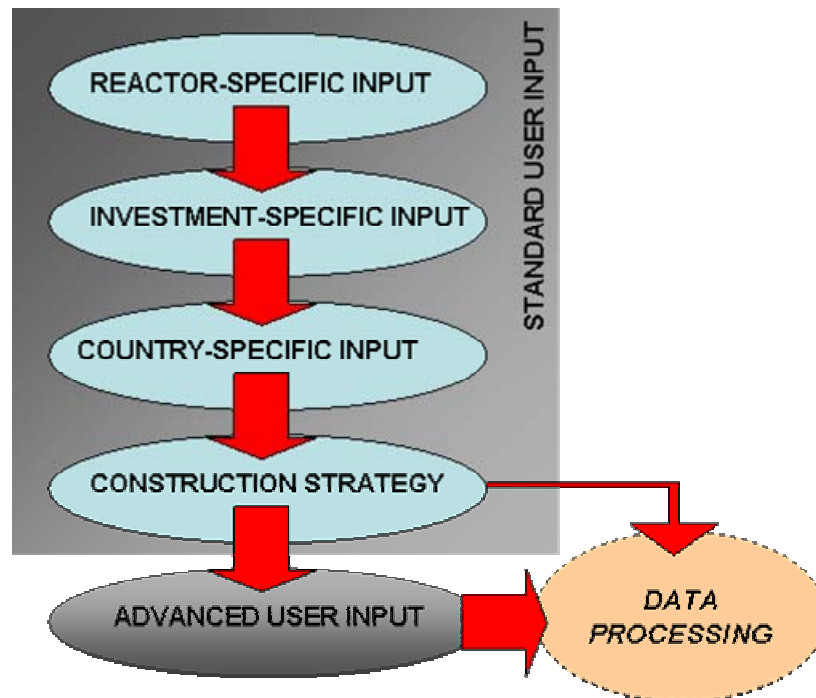 REACTOR-SPECIFIC INPUT
INVESTMENT-SPECIFIC INPUT
COUNTRY-SPECIFIC INPUT
CONSTRUCTION STRATEGY
STANDARD USER INPUT
ADVANCED USER INPUT
DATA
PROCESSING